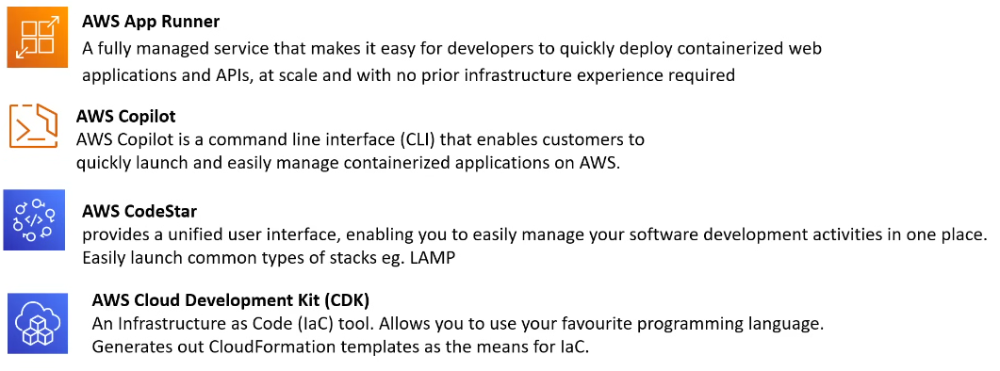 AWS App Runner
A fully managed service that makes it easy for developers to quickly deploy containerized web
applications and APIs, at scale and with no prior infrastructure experience required
AWS Copilot
AWS Copilot is a command line interface (CLI) that enables customers to
quickly launch and easily manage containerized applications on AWS.
AWS CodeStar
provides a unified user interface, enabling you to easily manage your software development activities in one place.
Easily launch common types of stacks eg. LAMP
AWS Cloud Development Kit (CDK)
An Infrastructure as Code (IaC) tool. Allows you to use your favourite programming language.
Generates out CloudFormation templates as the means for IaC.